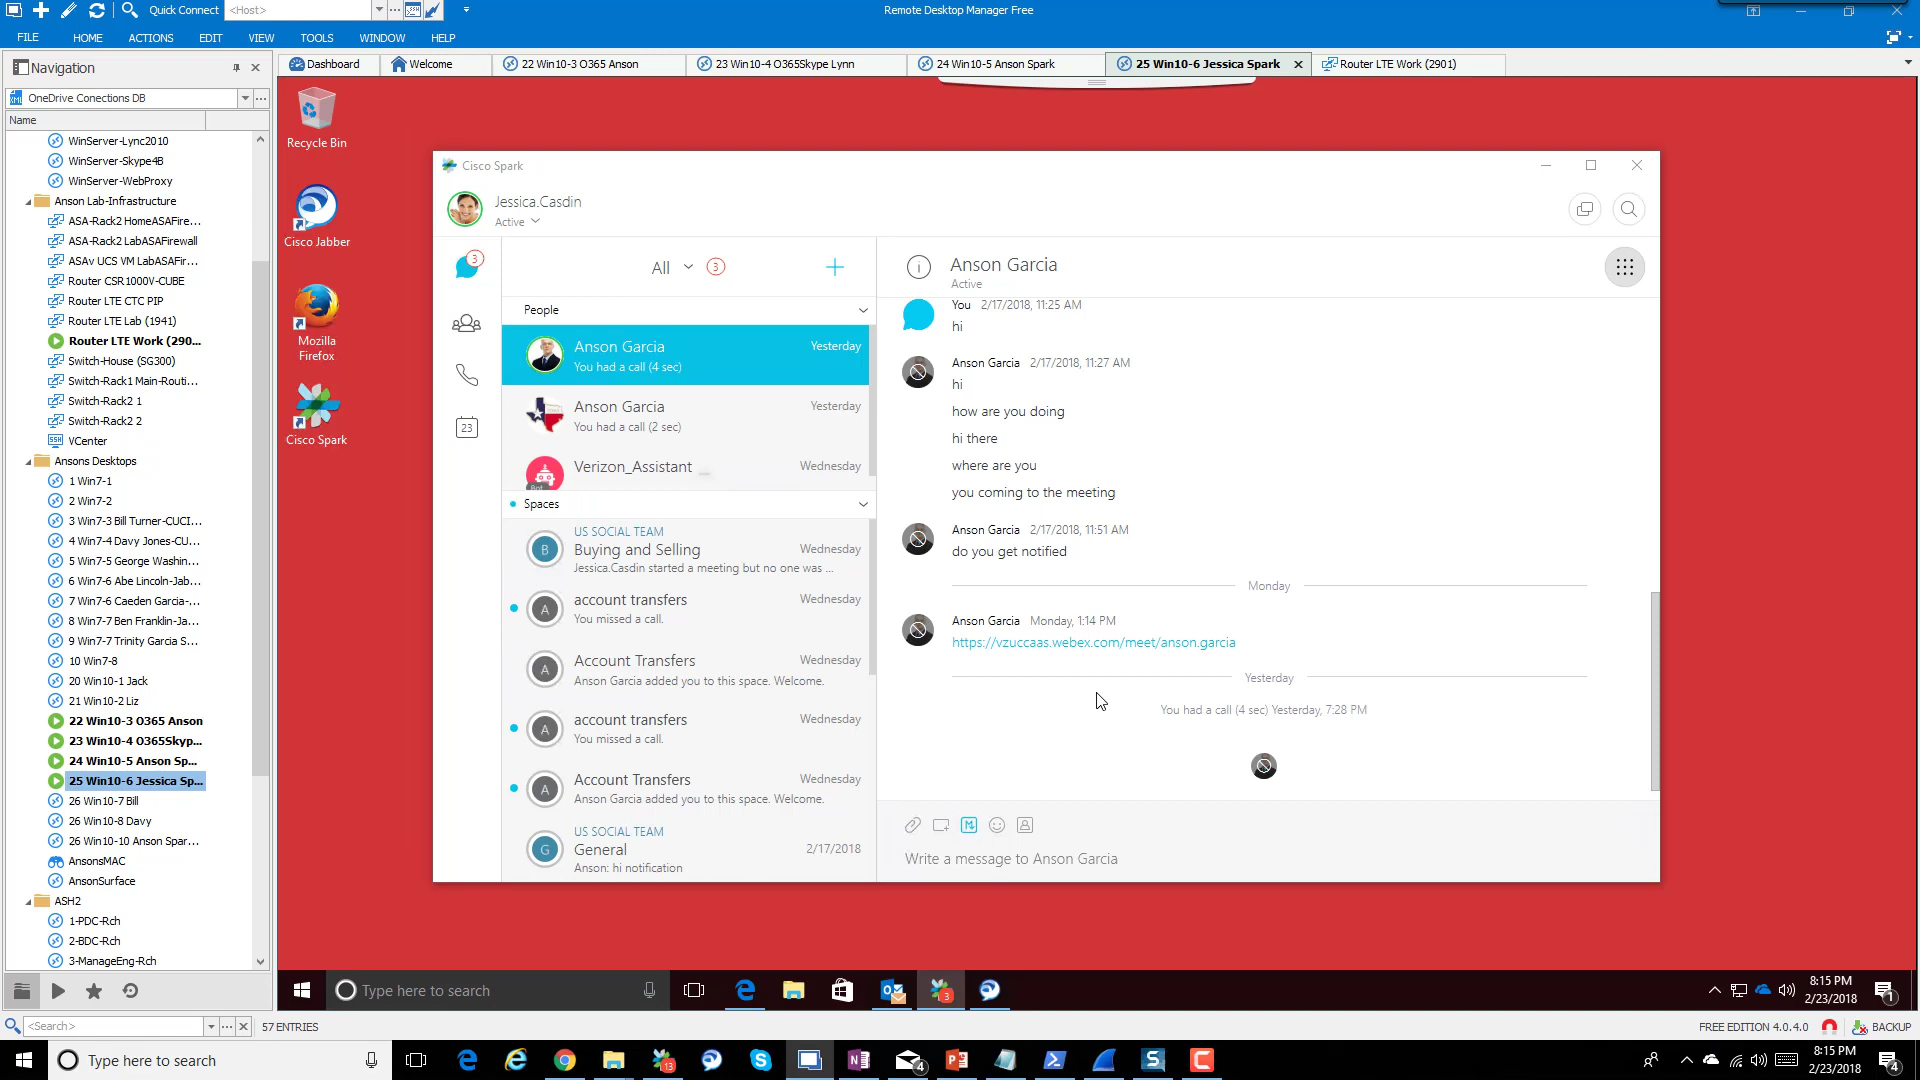 Quick Connect <Host>
Remote Desktop Manager Free
FILE HOME ACTIONS EDIT VIEW TOOLS WINDOW HELP
Navigation
Dashboard Welcome 22 Win10-3 O365 Anson 23 Win10-4 O365Skype Lynn 24 Win10-5 Anson Spark 25 Win10-6 Jessica Spark Router LTE Work (2901)
OneDrive Conections DB
Name
WinServer-Lync2010
WinServer-Skype4B
WinServer-WebProxy
Anson Lab-Infrastructure
ASA-Rack2 HomeASAFire...
ASA-Rack2 LabASAFirewall
ASAv UCS VM LabASAFir...
Router CSR1000V-CUBE
Router LTE CTC PIP
Router LTE Lab (1941)
Router LTE Work (290...
Switch-House (SG300)
Switch-Rack1 Main-Routi...
Switch-Rack2 1
Switch-Rack2 2
SSH
VCenter
Ansons Desktops
1 Win7-1
2 Win7-2
3 Win7-3 Bill Turner-CUCI...
4 Win7-4 Davy Jones-CU...
5 Win7-5 George Washin...
6 Win7-6 Abe Lincoln-Jab...
7 Win7-6 Caeden Garcia-...
8 Win7-7 Ben Franklin-Ja...
9 Win7-7 Trinity Garcia S...
10 Win7-8
20 Win10-1 Jack
21 Win10-2 Liz
22 Win10-3 O365 Anson
23 Win10-4 O365Skyp...
24 Win10-5 Anson Sp...
25 Win10-6 Jessica Sp...
26 Win10-7 Bill
26 Win10-8 Davy
26 Win10-10 Anson Spar...
AnsonsMAC
AnsonSurface
ASH2
1-PDC-Rch
2-BDC-Rch
3-ManageEng-Rch
Recycle Bin
Cisco Jabber
Mozilla
Firefox
Cisco Spark
Cisco Spark
Jessica.Casdin
Active
3
23
All 3
People
Anson Garcia Yesterday
You had a call (4 sec)
Anson Garcia Yesterday
You had a call (2 sec)
Verizon_Assistant Wednesday
Bot
Spaces
US SOCIAL TEAM
B
Buying and Selling Wednesday
Jessica.Casdin started a meeting but no one was ...
A
account transfers Wednesday
You missed a call.
A
Account Transfers Wednesday
Anson Garcia added you to this space. Welcome.
A
account transfers Wednesday
You missed a call.
A
Account Transfers Wednesday
Anson Garcia added you to this space. Welcome.
US SOCIAL TEAM
G
General 2/17/2018
Anson: hi notification
Anson Garcia
Active
You 2/17/2018, 11:25 AM
hi
Anson Garcia 2/17/2018, 11:27 AM
hi
how are you doing
hi there
where are you
you coming to the meeting
Anson Garcia 2/17/2018, 11:51 AM
do you get notified
Monday
Anson Garcia Monday, 1:14 PM
https://vzuccaas.webex.com/meet/anson.garcia
Yesterday
You had a call (4 sec) Yesterday, 7:28 PM
Write a message to Anson Garcia
Type here to search
3
8:15 PM
2/23/2018
1
<Search>
57 ENTRIES
FREE EDITION 4.0.4.0 BACKUP
Type here to search
13
4
8:15 PM
2/23/2018
4